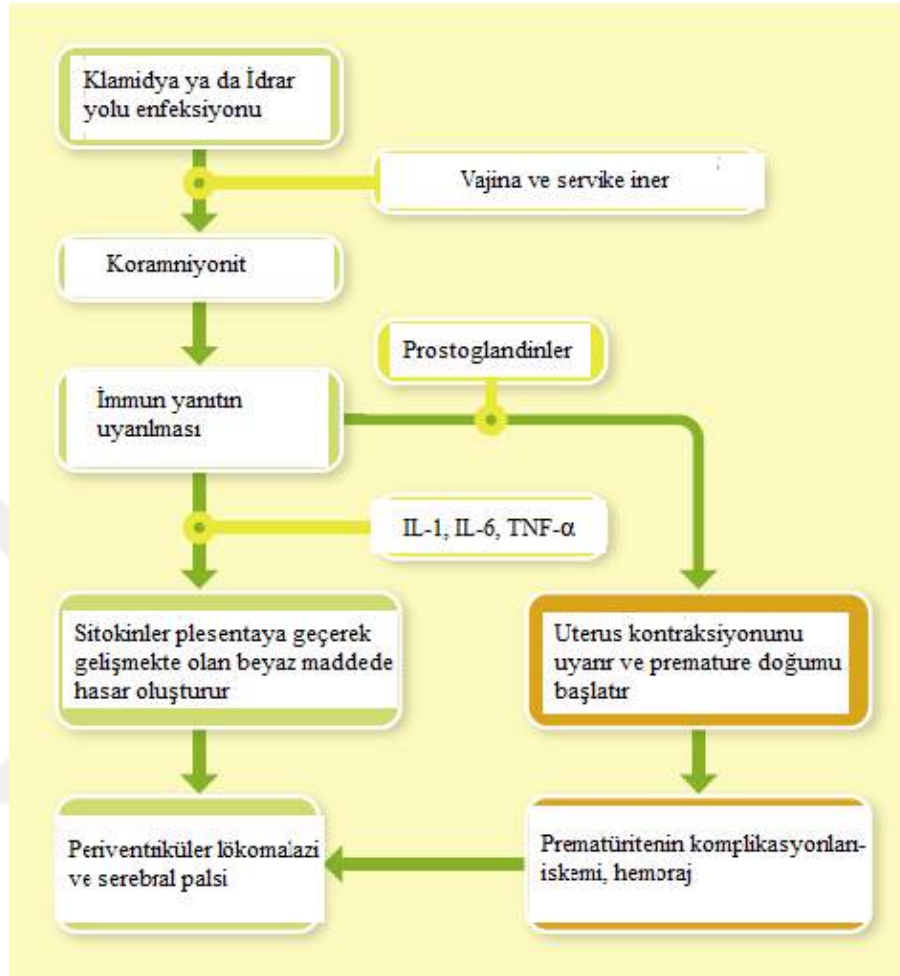 Klamidya ya da İdrar
yolu enfeksiyonu
Vajina ve servike iner
Koramniyonit
Prostoglandinler
İmmun yanıtın
uyarılması
IL-1, IL-6, TNF-α
Sitokinler plesentaya geçerek
gelişmekte olan beyaz maddede
hasar oluşturur
Uterus kontraksiyonunu
uyarır ve premature doğumu
başlatır
Periventriküler lökomalazi
ve serebral palsi
Prematüritenin komplikasyonları-
iskemi, hemoraj